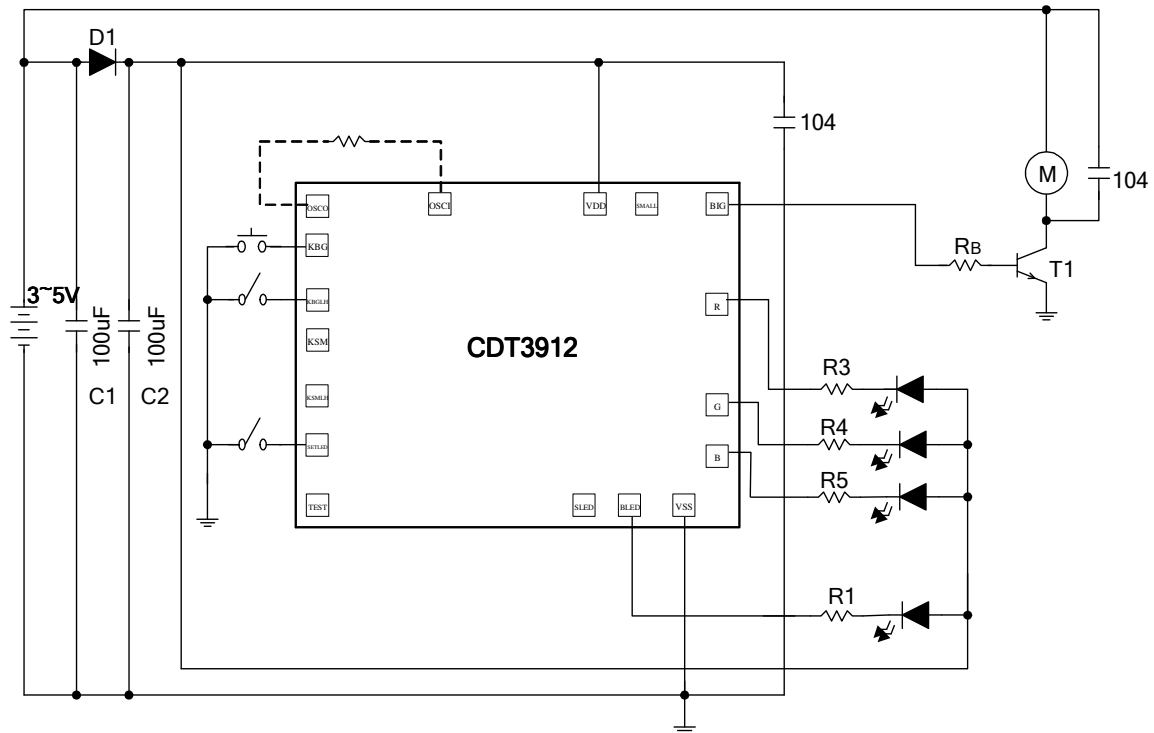 D1
104
M
104
OSCO
OSCI
VDD
SMALL
BIG
KBG
RB
T1
3~5V
KBGLH
R
100uF
100uF
KSM
CDT3912
R3
C1
C2
KSMLH
G
R4
SETLED
B
R5
TEST
SLED
BLED
VSS
R1